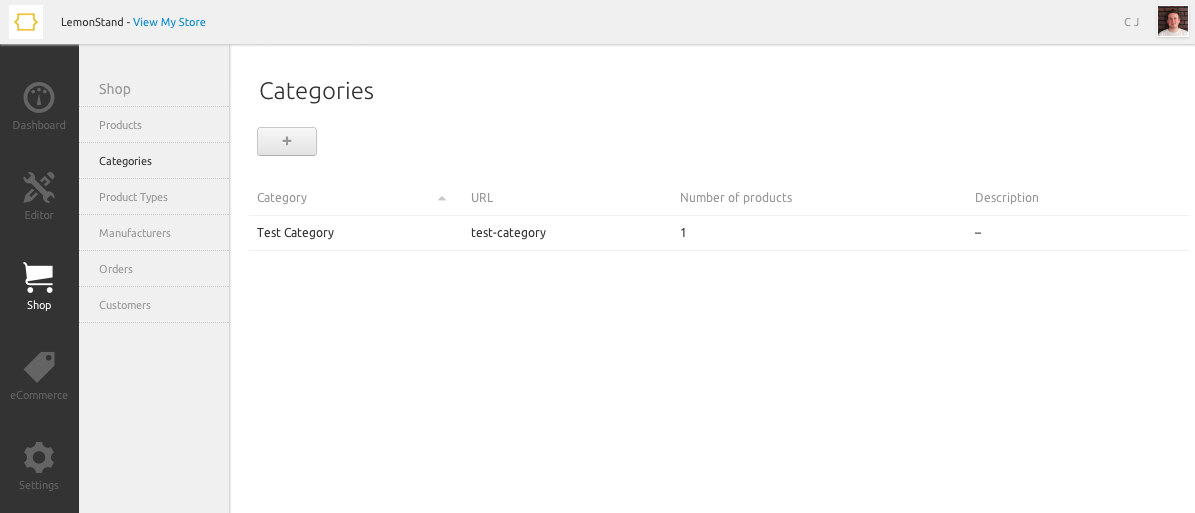 LemonStand - View My Store
C J
Dashboard
Editor
Shop
eCommerce
Settings
Shop
Products
Categories
Product Types
Manufacturers
Orders
Customers
Categories
+
Category URL Number of products Description
Test Category test-category 1 –